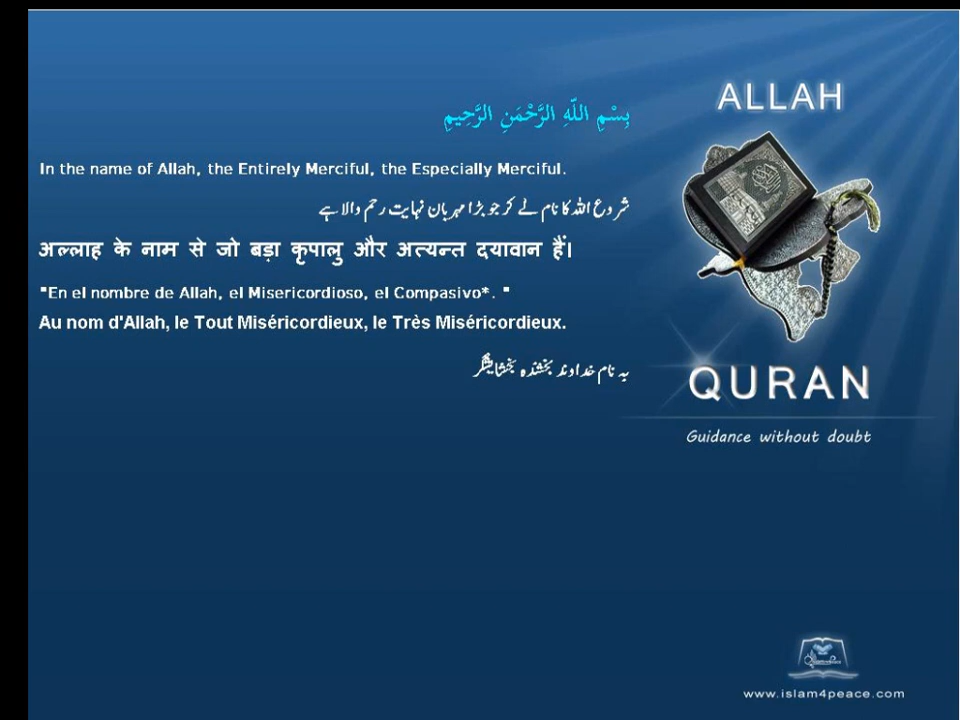 بِسْمِ اللَّهِ الرَّحْمَنِ الرَّحِيمِ
In the name of Allah, the Entirely Merciful, the Especially Merciful.
شروع اللہ کا نام لے کر جو بڑا مہربان نہایت رحم والا ہے
अल्लाह के नाम से जो बड़ा कृपालु और अत्यन्त दयावान हैं।
"En el nombre de Allah, el Misericordioso, el Compasivo*. "
Au nom d'Allah, le Tout Miséricordieux, le Très Miséricordieux.
به نام خداوند بخشنده بخشایشگر
ALLAH
QURAN
Guidance without doubt
www.islam4peace.com